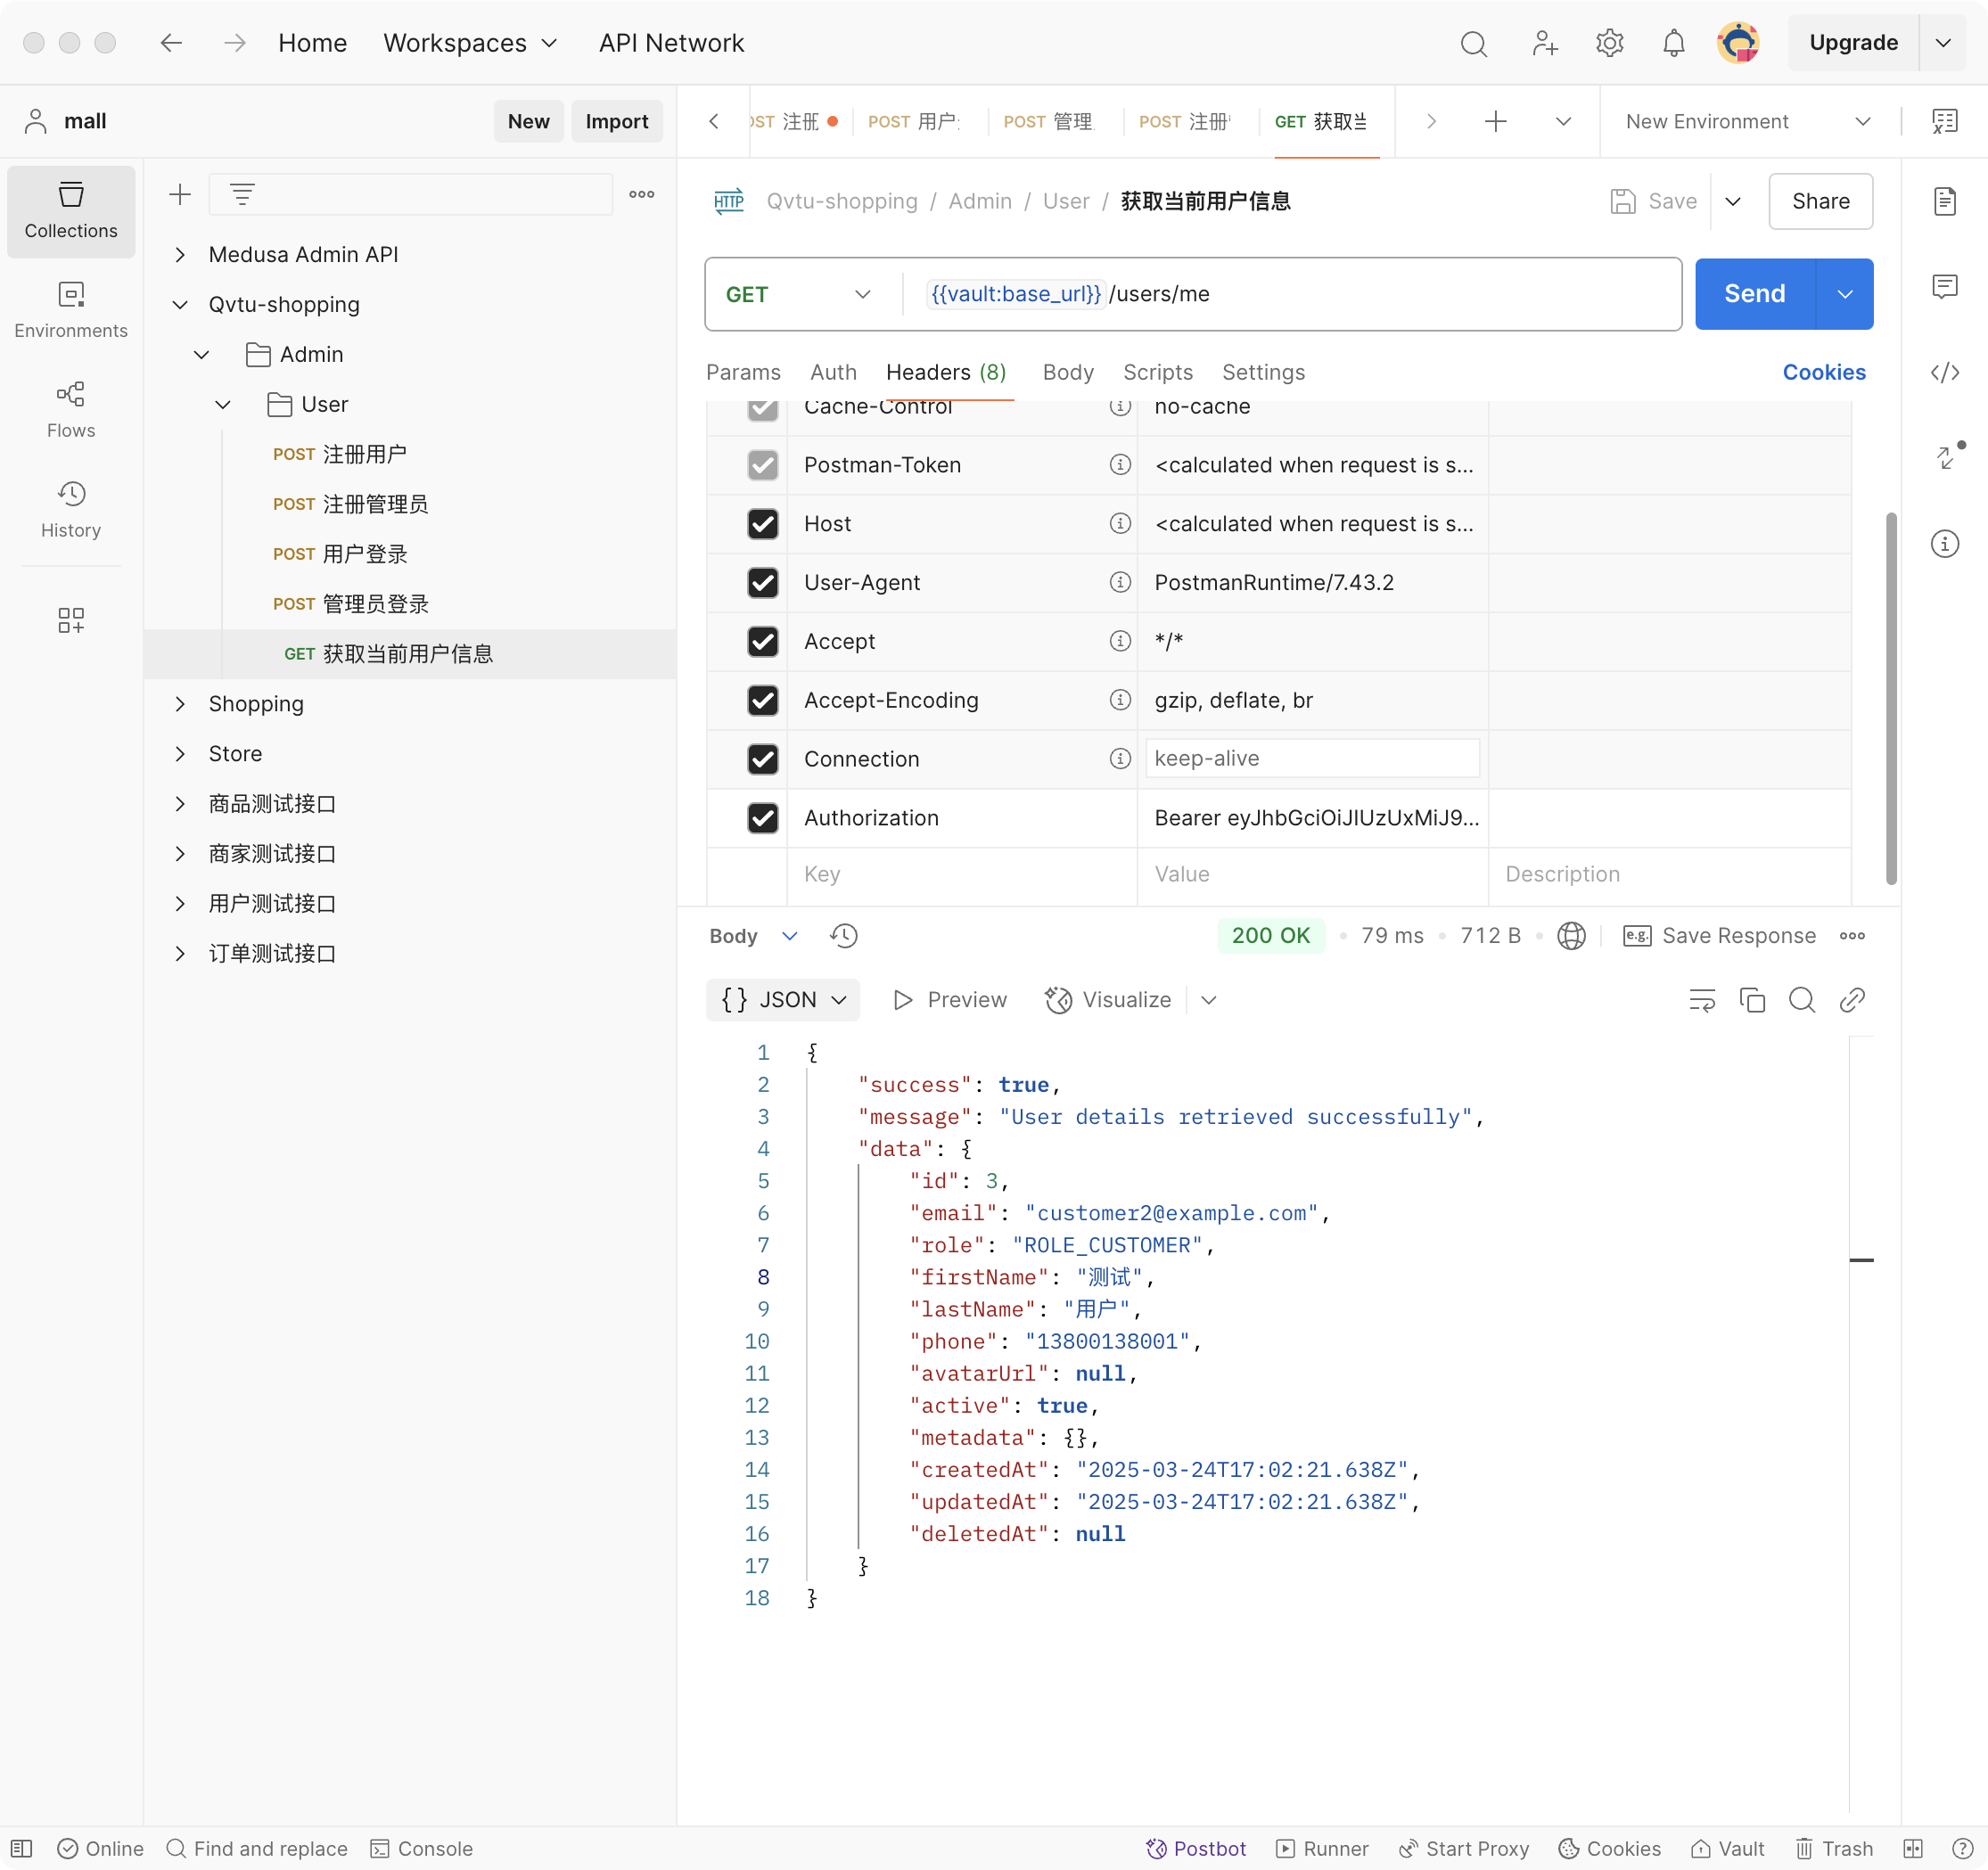 Home Workspaces API Network Upgrade
mall New Import
POST 用户 POST 管理 POST 注册 GET 获取当 New Environment
Collections
Environments
Flows
History
Medusa Admin API
Qvtu-shopping
Admin
User
POST 注册用户
POST 注册管理员
POST 用户登录
POST 管理员登录
GET 获取当前用户信息
Shopping
Store
商品测试接口
商家测试接口
用户测试接口
订单测试接口
HTTP Qvtu-shopping / Admin / User / 获取当前用户信息 Save Share
GET {{vault:base_url}}/users/me Send
Params Auth Headers (8) Body Scripts Settings Cookies
Cache-Control no-cache
Postman-Token <calculated when request is s...
Host <calculated when request is s...
User-Agent PostmanRuntime/7.43.2
Accept */*
Accept-Encoding gzip, deflate, br
Connection keep-alive
Authorization Bearer eyJhbGciOiJIUzUxMiJ9...
Key Value Description
Body 200 OK 79 ms 712 B e.g. Save Response
{} JSON Preview Visualize
1 {
2 "success": true,
3 "message": "User details retrieved successfully",
4 "data": {
5 "id": 3,
6 "email": "customer2@example.com",
7 "role": "ROLE_CUSTOMER",
8 "firstName": "测试",
9 "lastName": "用户",
10 "phone": "13800138001",
11 "avatarUrl": null,
12 "active": true,
13 "metadata": {},
14 "createdAt": "2025-03-24T17:02:21.638Z",
15 "updatedAt": "2025-03-24T17:02:21.638Z",
16 "deletedAt": null
17 }
18 }
Online Find and replace Console Postbot Runner Start Proxy Cookies Vault Trash